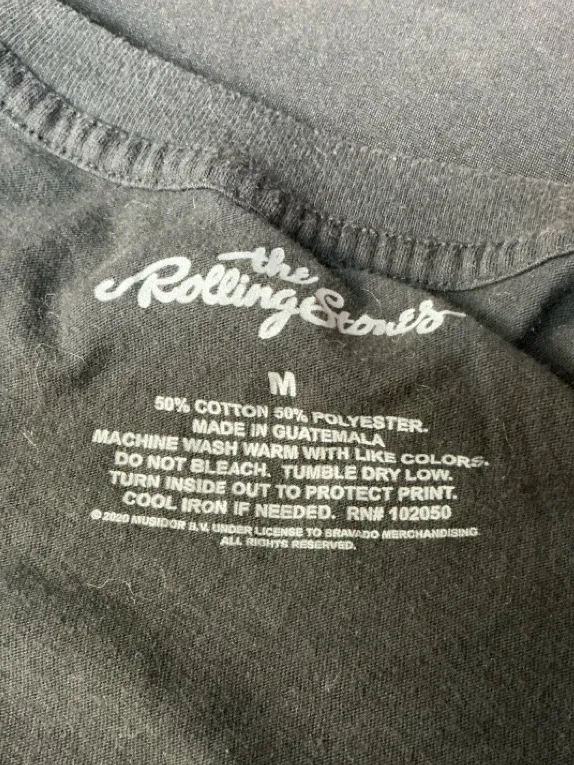 the
Rolling Stones
M
50% COTTON 50% POLYESTER.
MADE IN GUATEMALA
MACHINE WASH WARM WITH LIKE COLORS.
DO NOT BLEACH. TUMBLE DRY LOW.
TURN INSIDE OUT TO PROTECT PRINT.
COOL IRON IF NEEDED. RN# 102050
© 2020 MUSIDOR B.V. UNDER LICENSE TO BRAVADO MERCHANDISING.
ALL RIGHTS RESERVED.